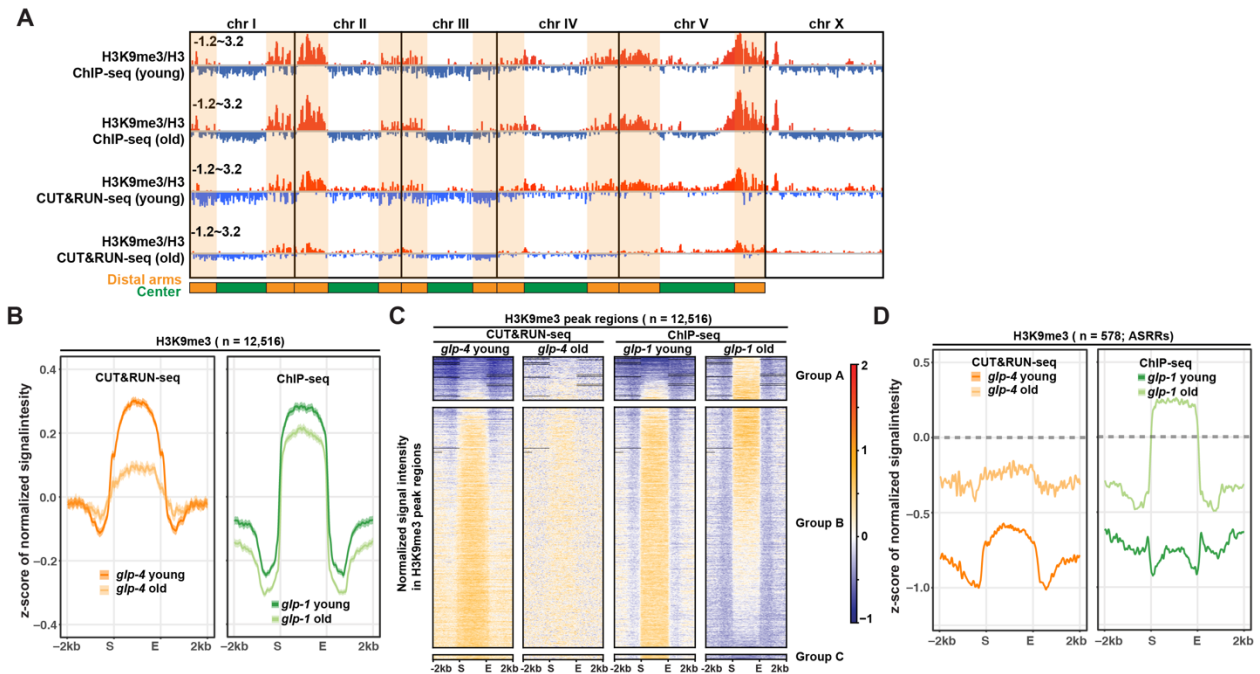 A
chr I
chr II
chr III
chr IV
chr V
chr X
H3K9me3/H3
ChIP-seq (young)
-1.2~3.2
H3K9me3/H3
ChIP-seq (old)
-1.2~3.2
H3K9me3/H3
CUT&RUN-seq (young)
-1.2~3.2
H3K9me3/H3
CUT&RUN-seq (old)
-1.2~3.2
Distal arms
Center
B
H3K9me3 ( n = 12,516)
CUT&RUN-seq
ChIP-seq
z-score of normalized signalintesity
0.4
0.2
0.0
−0.2
−0.4
glp-4 young
glp-4 old
glp-1 young
glp-1 old
−2kb
S
E
2kb
−2kb
S
E
2kb
C
H3K9me3 peak regions ( n = 12,516)
CUT&RUN-seq
ChIP-seq
glp-4 young
glp-4 old
glp-1 young
glp-1 old
Normalized signal intensity
in H3K9me3 peak regions
Group A
Group B
Group C
2
1
0
−1
-2kb
S
E
2kb
-2kb
S
E
2kb
-2kb
S
E
2kb
-2kb
S
E
2kb
D
H3K9me3 ( n = 578; ASRRs)
CUT&RUN-seq
glp-4 young
glp-4 old
ChIP-seq
glp-1 young
glp-1 old
z-score of normalized signalintesity
0.5
0.0
−0.5
−1.0
−2kb
S
E
2kb
−2kb
S
E
2kb